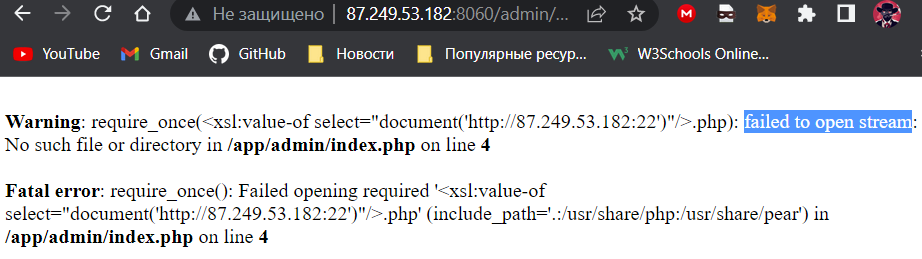 Не защищено 87.249.53.182:8060/admin/...
YouTube Gmail GitHub Новости Популярные ресур... W3Schools Online...
Warning: require_once(<xsl:value-of select="document('http://87.249.53.182:22')"/>.php): failed to open stream:
No such file or directory in /app/admin/index.php on line 4
Fatal error: require_once(): Failed opening required '<xsl:value-of
select="document('http://87.249.53.182:22')"/>.php' (include_path='.:/usr/share/php:/usr/share/pear') in
/app/admin/index.php on line 4